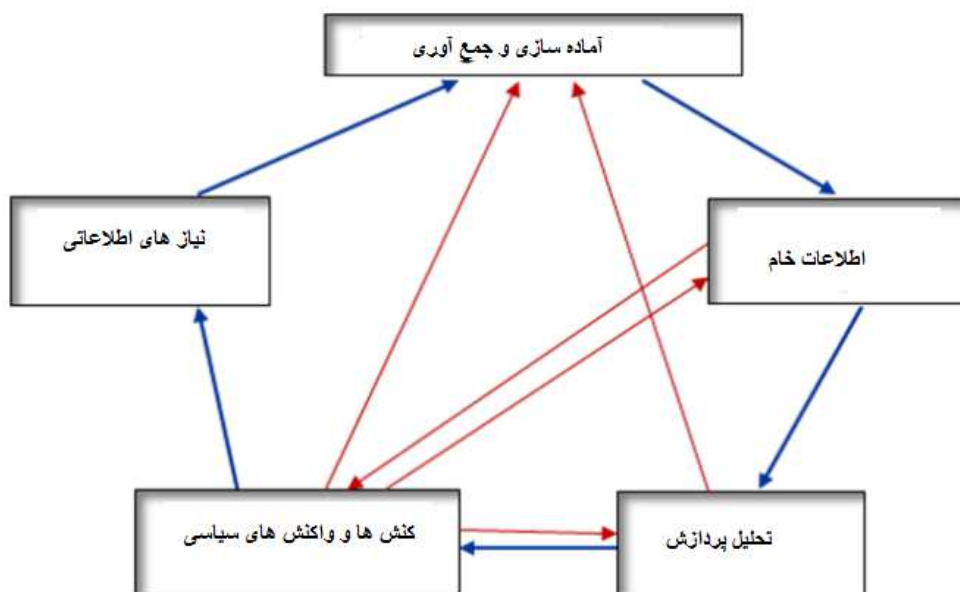 آماده سازی و جمع آوری
نیاز های اطلاعاتی
اطلاعات خام
کنش ها و واکنش های سیاسی
تحلیل پردازش